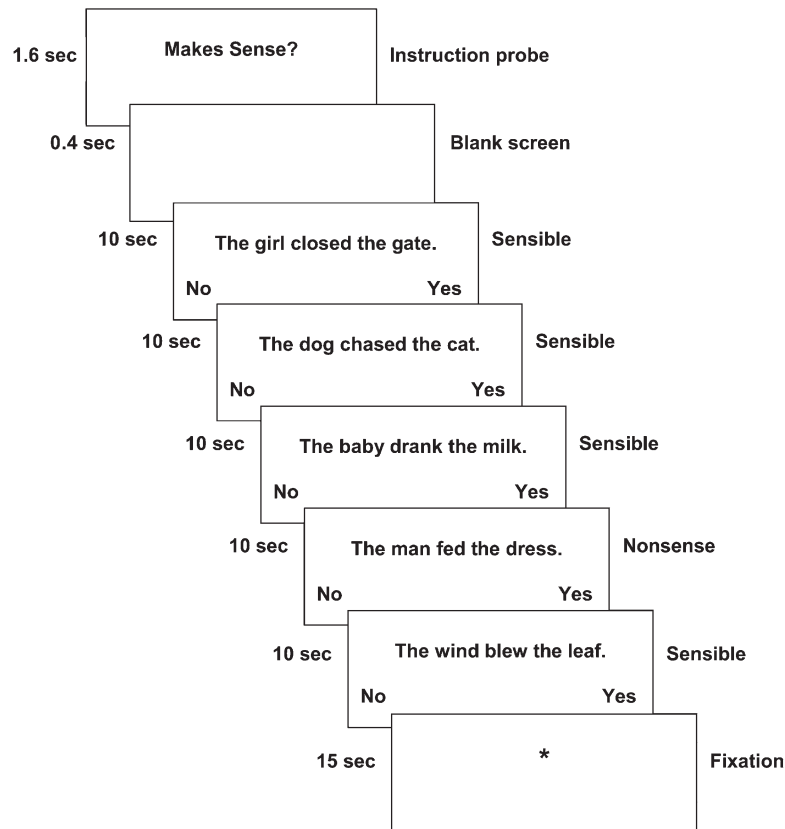 Makes Sense?
1.6 sec
Instruction probe
0.4 sec
Blank screen
10 sec
The girl closed the gate.
Sensible
No
Yes
10 sec
The dog chased the cat.
Sensible
No
Yes
10 sec
The baby drank the milk.
Sensible
No
Yes
10 sec
The man fed the dress.
Nonsense
No
Yes
10 sec
The wind blew the leaf.
Sensible
No
Yes
15 sec
*
Fixation